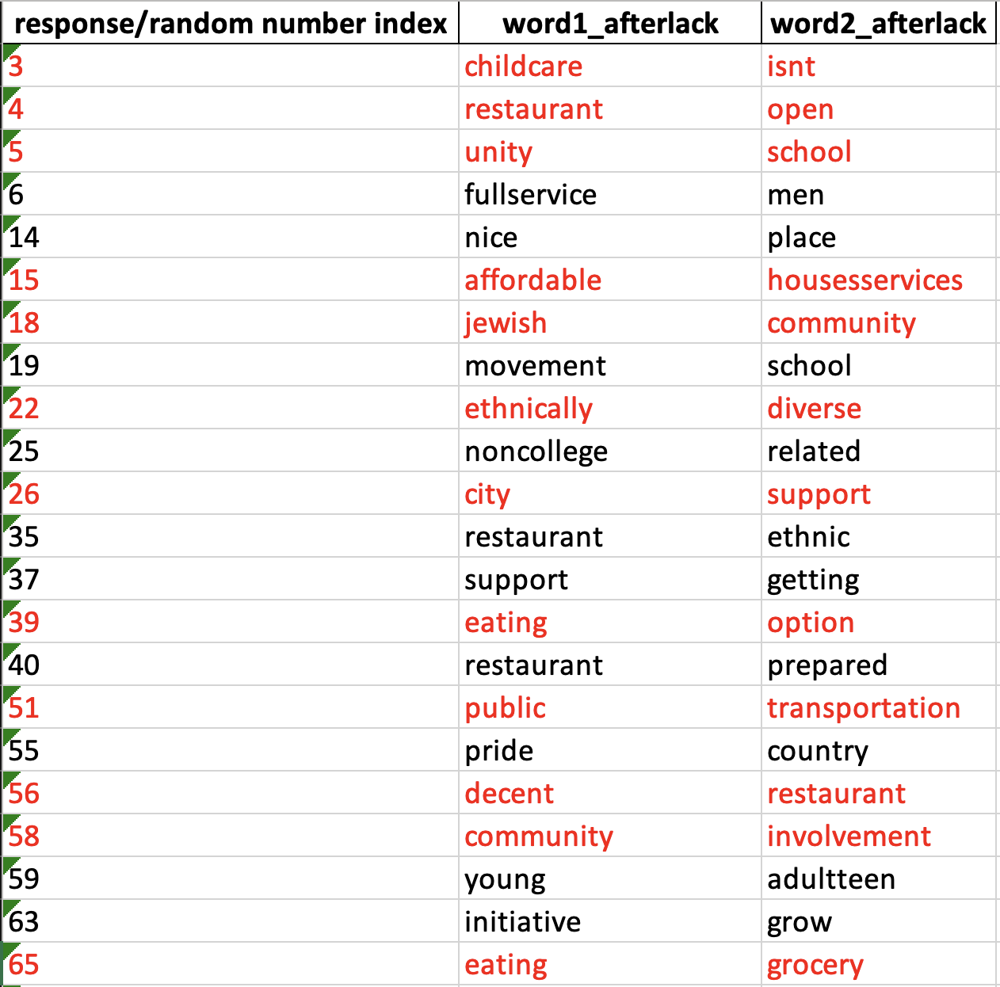 response/random number index word1_afterlack word2_afterlack
3 childcare isnt
4 restaurant open
5 unity school
6 fullservice men
14 nice place
15 affordable housesservices
18 jewish community
19 movement school
22 ethnically diverse
25 noncollege related
26 city support
35 restaurant ethnic
37 support getting
39 eating option
40 restaurant prepared
51 public transportation
55 pride country
56 decent restaurant
58 community involvement
59 young adultteen
63 initiative grow
65 eating grocery